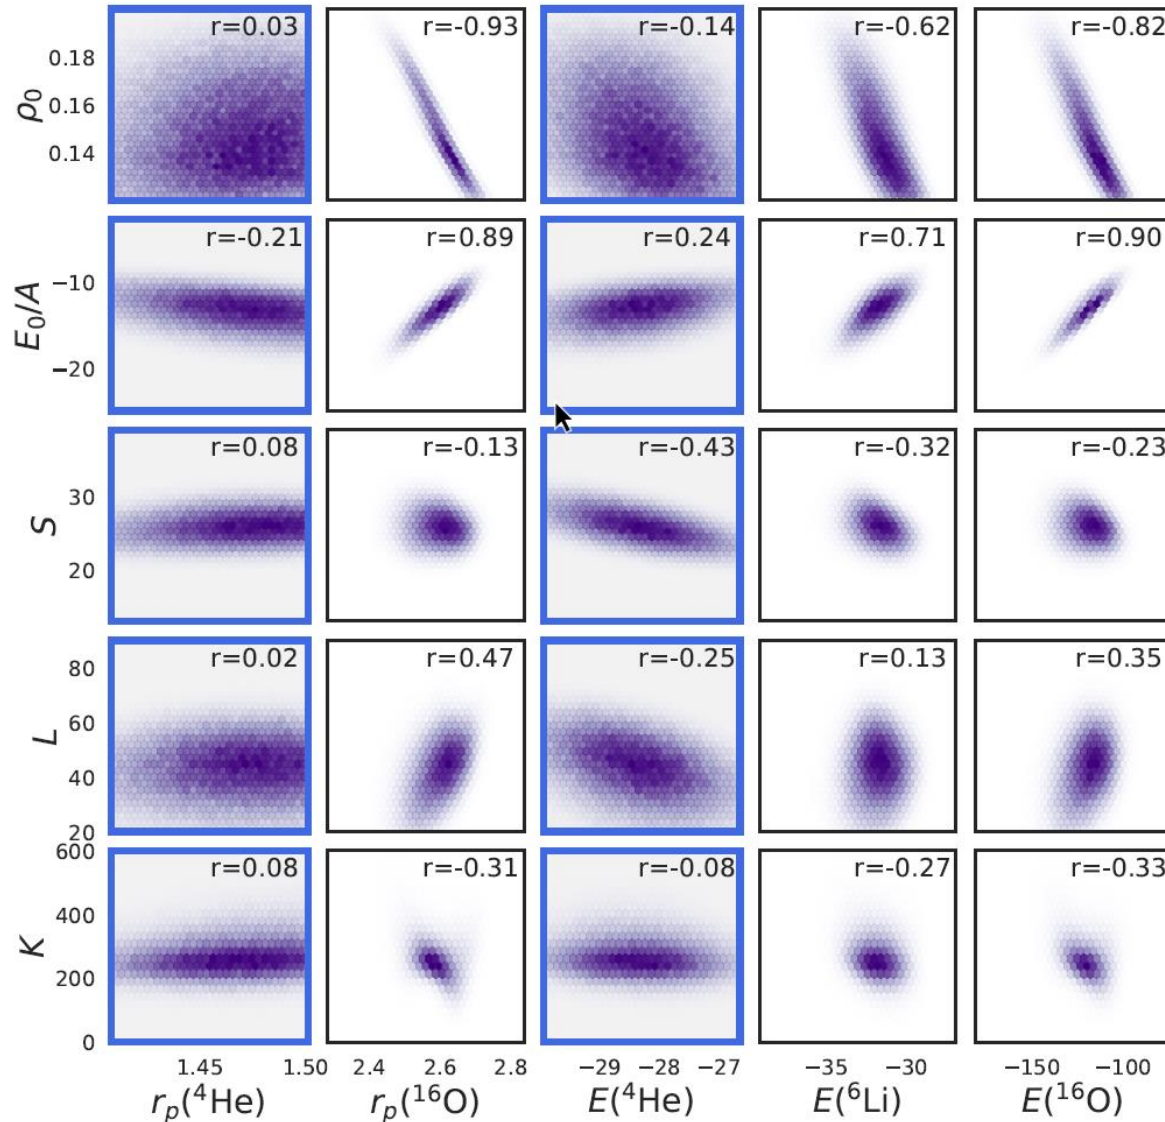 r=0.03 r=-0.93 r=-0.14 r=-0.62 r=-0.82
ρ₀
0.18
0.16
0.14
r=-0.21 r=0.89 r=0.24 r=0.71 r=0.90
E₀/A
−10
−20
r=0.08 r=-0.13 r=-0.43 r=-0.32 r=-0.23
S
30
20
r=0.02 r=0.47 r=-0.25 r=0.13 r=0.35
L
80
60
40
20
r=0.08 r=-0.31 r=-0.08 r=-0.27 r=-0.33
K
600
400
200
0
1.45 1.50 2.4 2.6 2.8 −29 −28 −27 −35 −30 −150 −100
rₚ(⁴He) rₚ(¹⁶O) E(⁴He) E(⁶Li) E(¹⁶O)